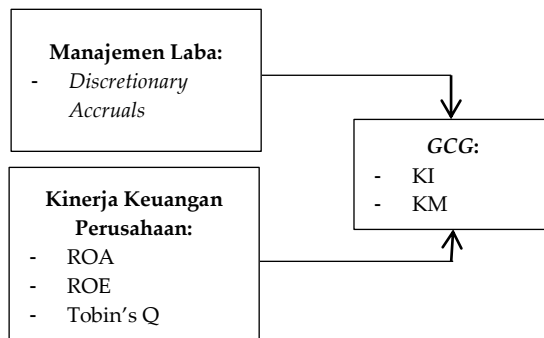 Manajemen Laba:
- Discretionary
Accruals
GCG:
- KI
- KM
Kinerja Keuangan
Perusahaan:
- ROA
- ROE
- Tobin's Q